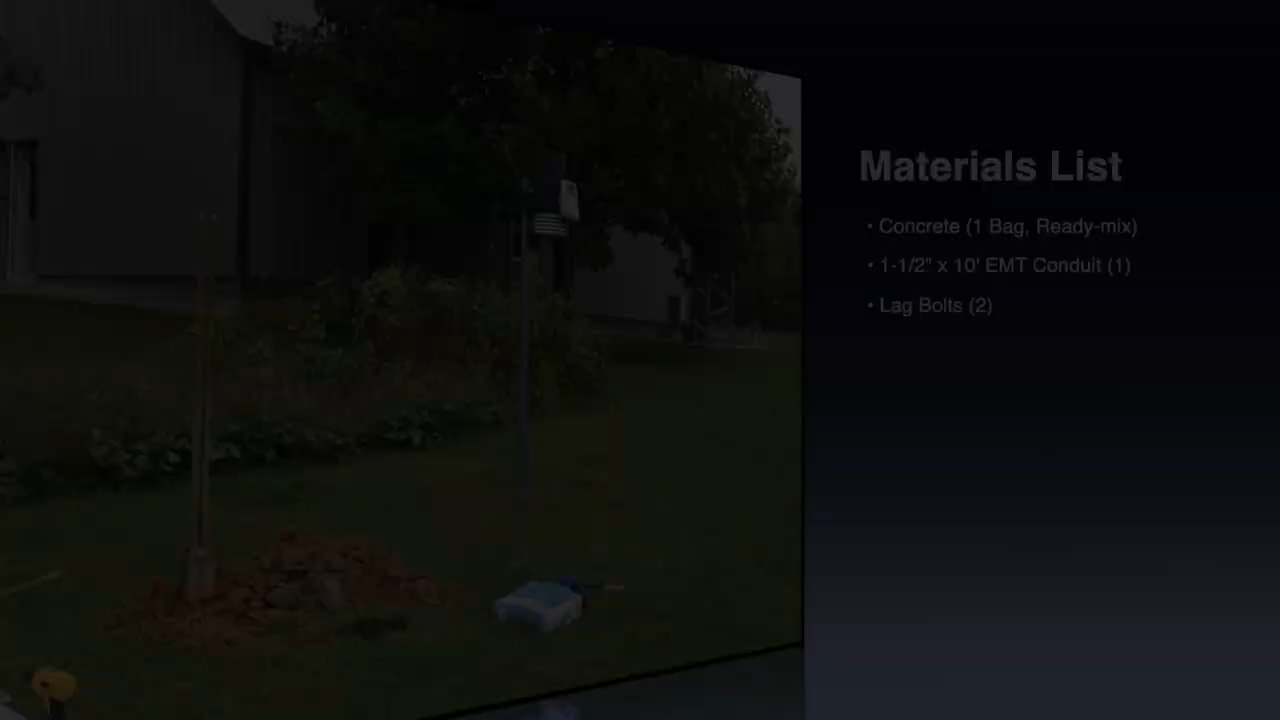 Materials List
• Concrete (1 Bag, Ready-mix)
• 1-1/2" x 10' EMT Conduit (1)
• Lag Bolts (2)